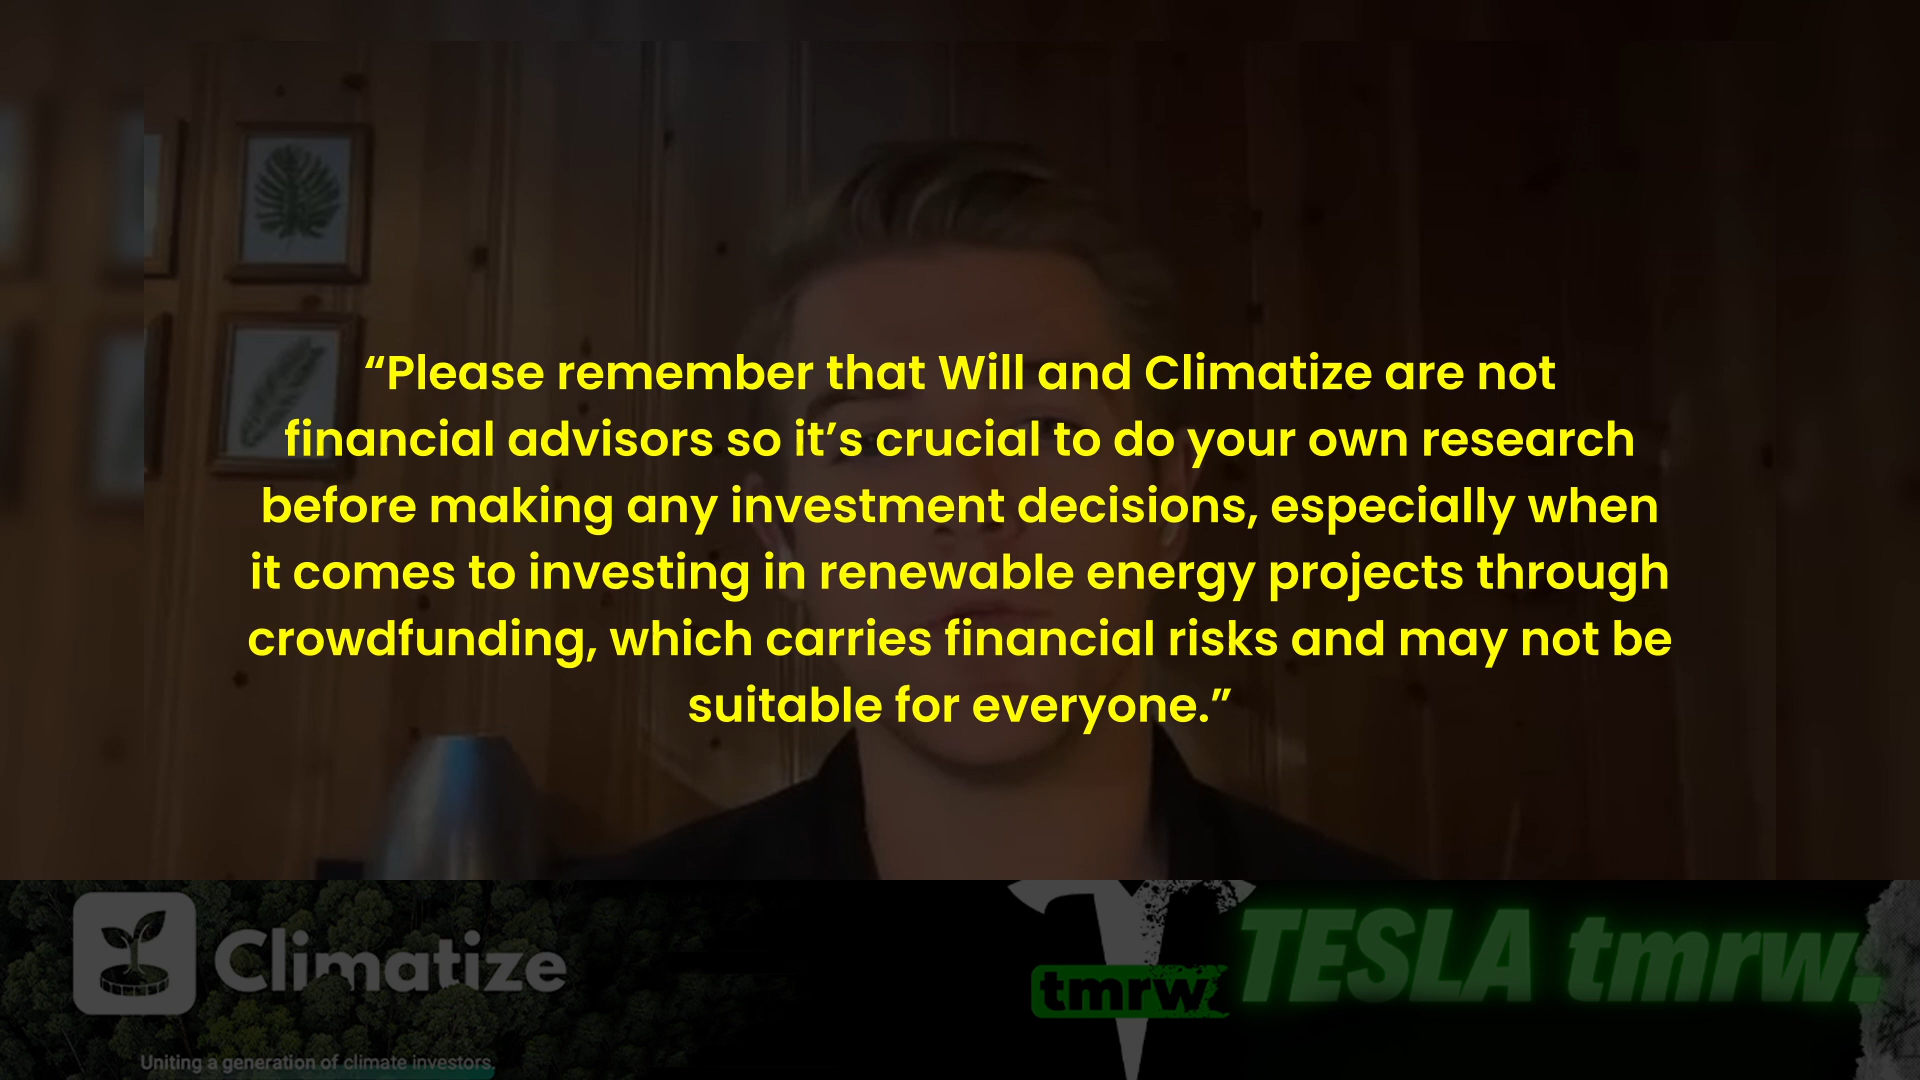 “Please remember that Will and Climatize are not
financial advisors so it’s crucial to do your own research
before making any investment decisions, especially when
it comes to investing in renewable energy projects through
crowdfunding, which carries financial risks and may not be
suitable for everyone.”
Climatize
Uniting a generation of climate investors.
tmrw.
TESLA tmrw.